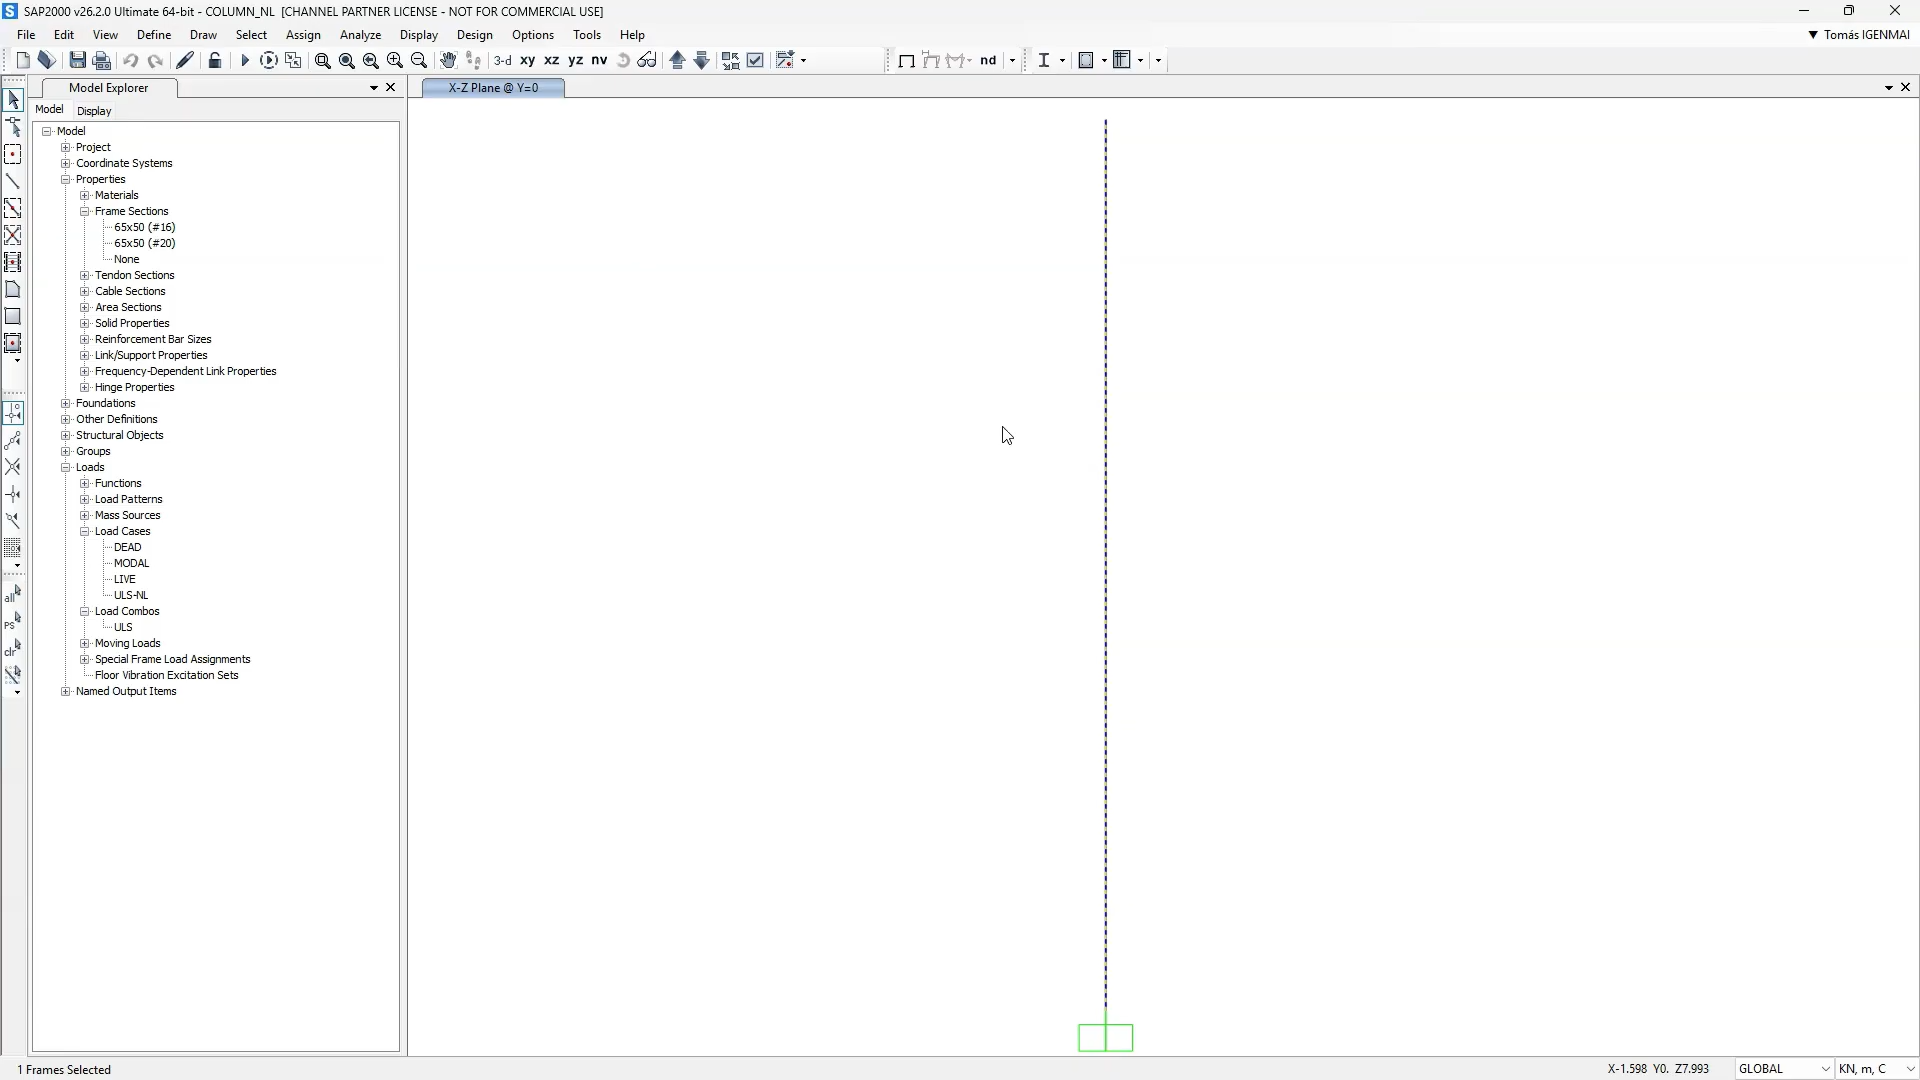 SAP2000 v26.2.0 Ultimate 64-bit - COLUMN_NL [CHANNEL PARTNER LICENSE - NOT FOR COMMERCIAL USE]
File Edit View Define Draw Select Assign Analyze Display Design Options Tools Help
Tomás IGENMAI
3-d xy xz yz nv nd
Model Explorer
X-Z Plane @ Y=0
Model Display
Model
Project
Coordinate Systems
Properties
Materials
Frame Sections
65x50 (#16)
65x50 (#20)
None
Tendon Sections
Cable Sections
Area Sections
Solid Properties
Reinforcement Bar Sizes
Link/Support Properties
Frequency-Dependent Link Properties
Hinge Properties
Foundations
Other Definitions
Structural Objects
Groups
Loads
Functions
Load Patterns
Mass Sources
Load Cases
DEAD
MODAL
LIVE
ULS-NL
Load Combos
ULS
Moving Loads
Special Frame Load Assignments
Floor Vibration Excitation Sets
Named Output Items
all
PS
clr
1 Frames Selected
X-1.598 Y0. Z7.993
GLOBAL
KN, m, C